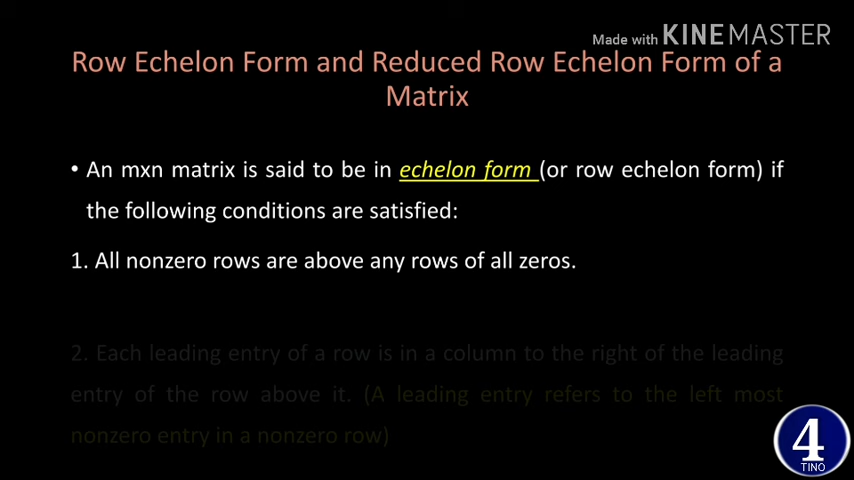 Made with KINEMASTER
Row Echelon Form and Reduced Row Echelon Form of a
Matrix
• An mxn matrix is said to be in echelon form (or row echelon form) if
the following conditions are satisfied:
1. All nonzero rows are above any rows of all zeros.
2. Each leading entry of a row is in a column to the right of the leading
entry of the row above it. (A leading entry refers to the left most
nonzero entry in a nonzero row)
4
TINO